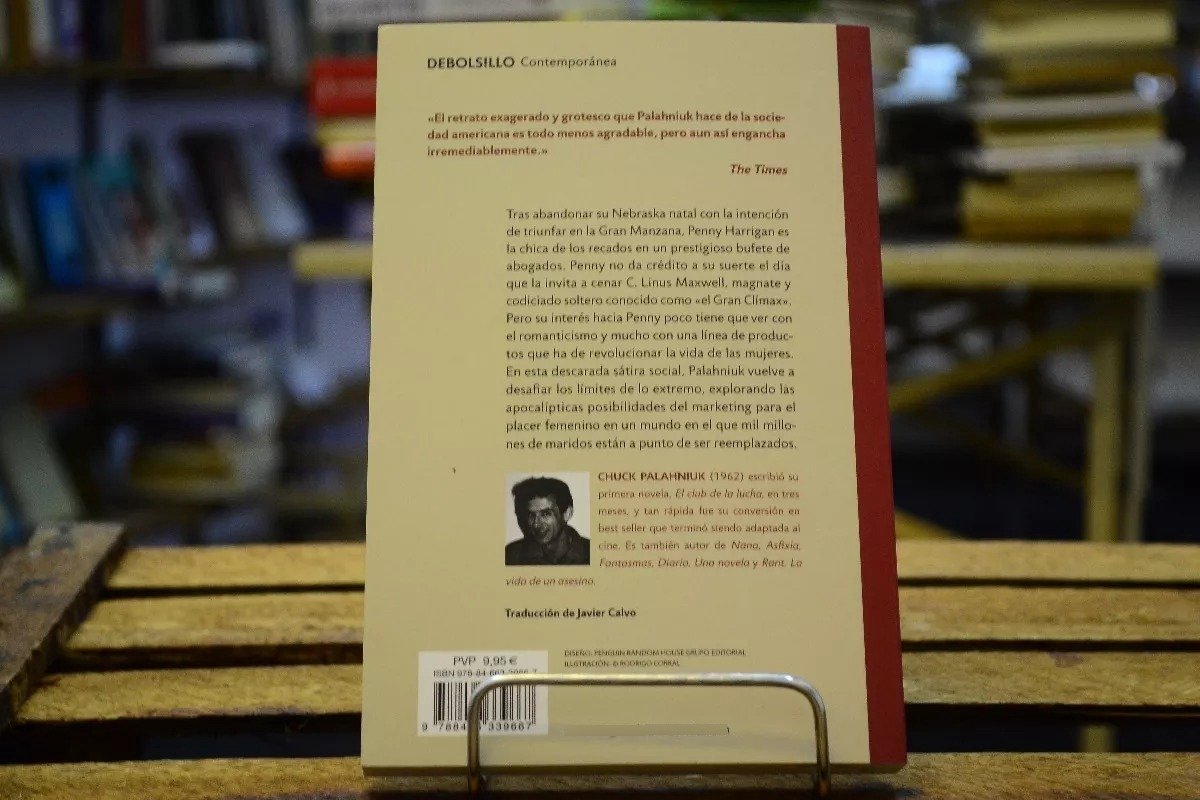 DEBOLSILLO Contemporánea
«El retrato exagerado y grotesco que Palahniuk hace de la socie-
dad americana es todo menos agradable, pero aun así engancha
irremediablemente.»
The Times
Tras abandonar su Nebraska natal con la intención
de triunfar en la Gran Manzana, Penny Harrigan es
la chica de los recados en un prestigioso bufete de
abogados. Penny no da crédito a su suerte el día
que la invita a cenar C. Linus Maxwell, magnate y
codiciado soltero conocido como «el Gran Clímax».
Pero su interés hacia Penny poco tiene que ver con
el romanticismo y mucho con una línea de produc-
tos que ha de revolucionar la vida de las mujeres.
En esta descarada sátira social, Palahniuk vuelve a
desafiar los límites de lo extremo, explorando las
apocalípticas posibilidades del marketing para el
placer femenino en un mundo en el que mil millo-
nes de maridos están a punto de ser reemplazados.
CHUCK PALAHNIUK (1962) escribió su
primera novela, El club de la lucha, en tres
meses, y tan rápida fue su conversión en
best seller que terminó siendo adaptada al
cine. Es también autor de Nana, Asfixia,
Fantasmas, Diario. Una novela y Rant. La
vida de un asesino.
Traducción de Javier Calvo
PVP 9,95 €
DISEÑO: PENGUIN RANDOM HOUSE GRUPO EDITORIAL
ILUSTRACIÓN: © RODRIGO CORRAL
ISBN 978-84-663
339667